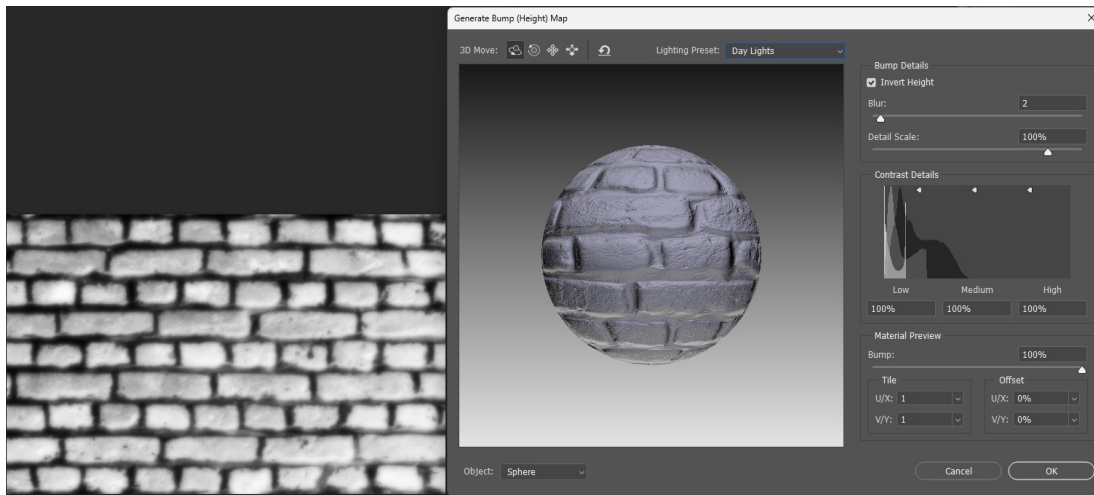 Generate Bump (Height) Map
3D Move:
Lighting Preset: Day Lights
Bump Details
Invert Height
Blur: 2
Detail Scale: 100%
Contrast Details
Low Medium High
100% 100% 100%
Material Preview
Bump: 100%
Tile Offset
U/X: 1 U/X: 0%
V/Y: 1 V/Y: 0%
Object: Sphere
Cancel OK